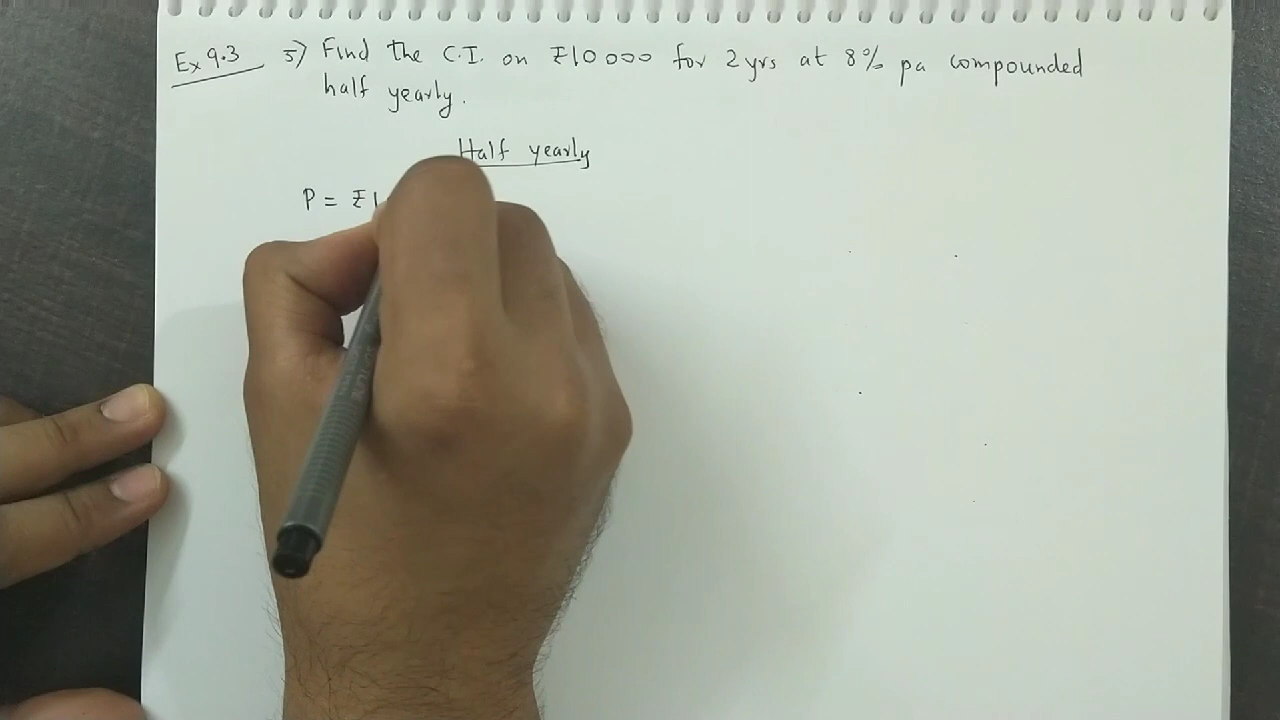 Ex 9.3 5) Find the C.I. on ₹10000 for 2yrs at 8% pa compounded
half yearly.
Half yearly
P = ₹1